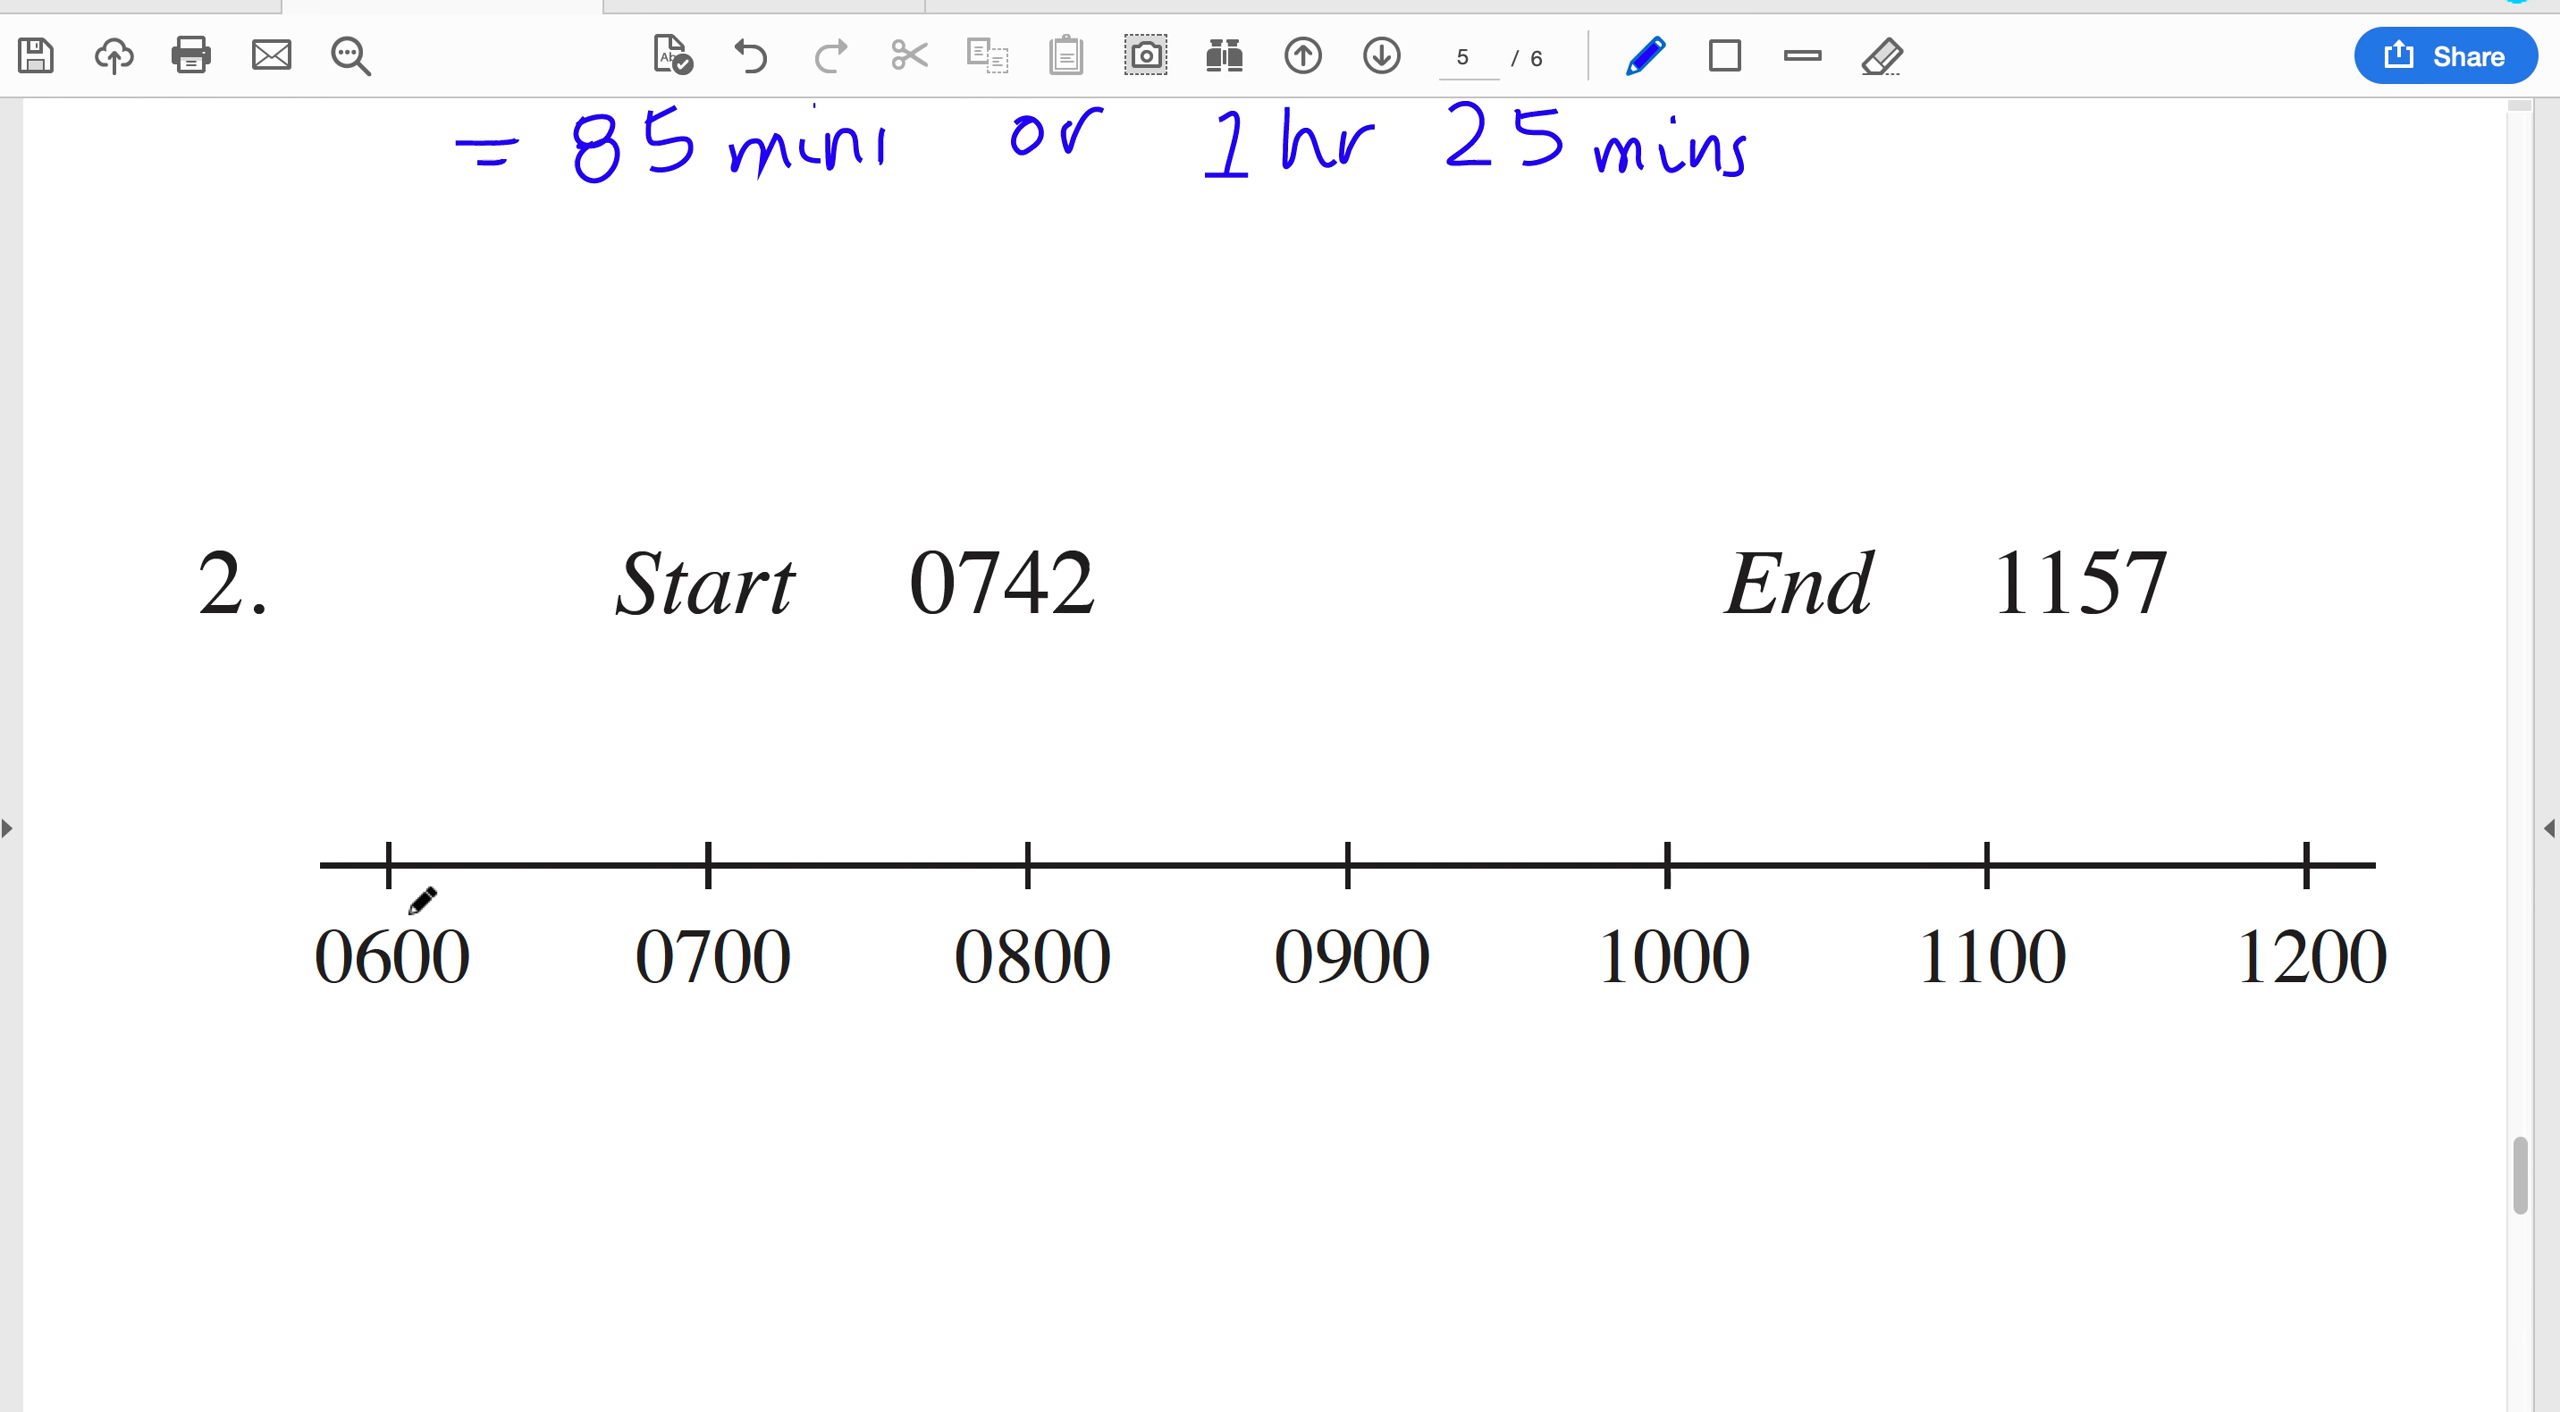 5 / 6
Share
= 85 mins or 1 hr 25 mins
2. Start 0742 End 1157
0600 0700 0800 0900 1000 1100 1200